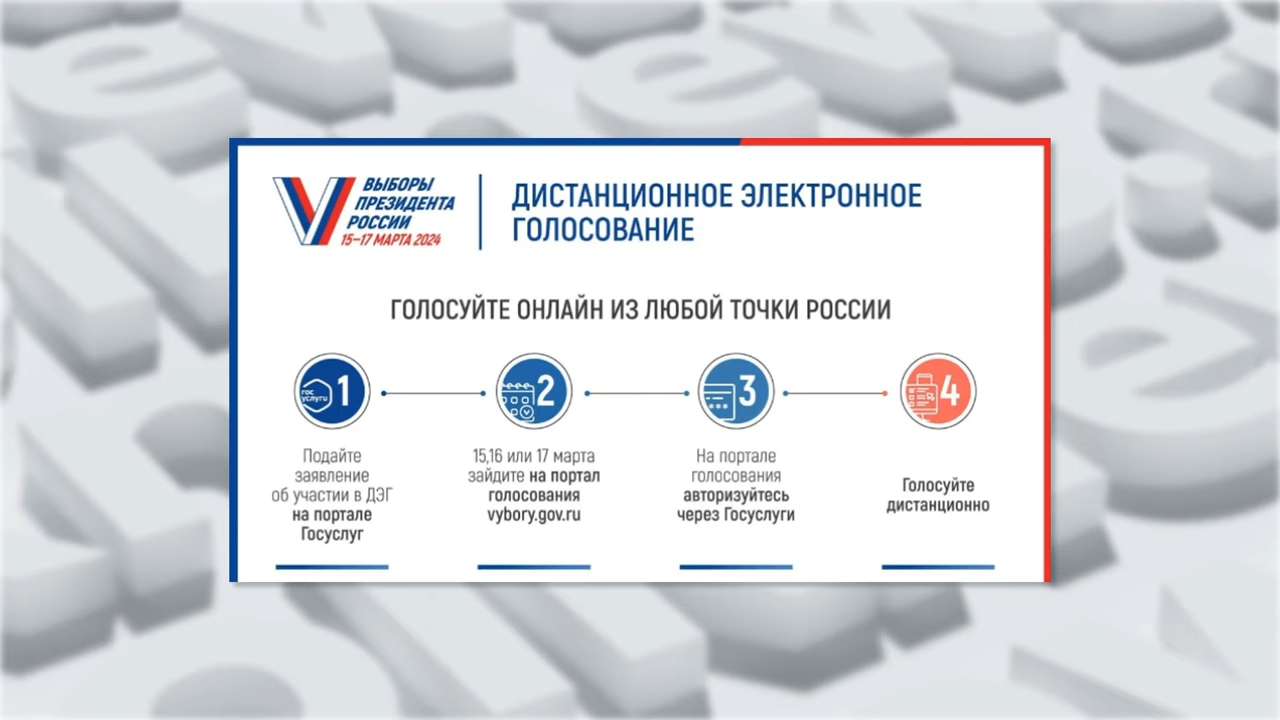 ВЫБОРЫ
ПРЕЗИДЕНТА
РОССИИ
15–17 МАРТА 2024
ДИСТАНЦИОННОЕ ЭЛЕКТРОННОЕ
ГОЛОСОВАНИЕ
ГОЛОСУЙТЕ ОНЛАЙН ИЗ ЛЮБОЙ ТОЧКИ РОССИИ
гос
услуги
1
2
3
4
Подайте
заявление
об участии в ДЭГ
на портале
Госуслуг
15,16 или 17 марта
зайдите на портал
голосования
vybory.gov.ru
На портале
голосования
авторизуйтесь
через Госуслуги
Голосуйте
дистанционно